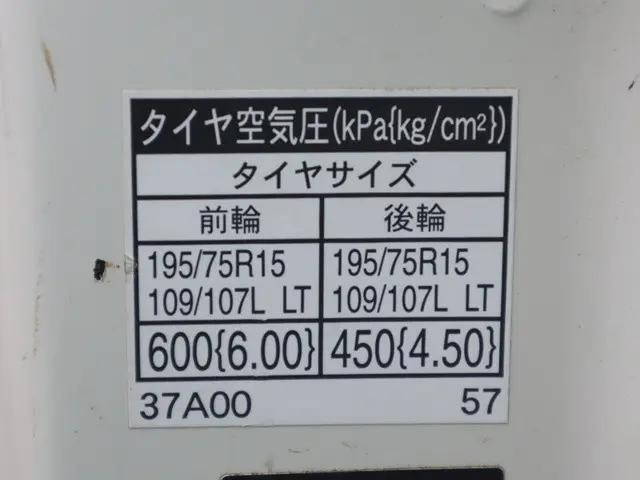 タイヤ空気圧(kPa{kg/cm²})
タイヤサイズ
前輪 後輪
195/75R15 195/75R15
109/107L LT 109/107L LT
600{6.00} 450{4.50}
37A00 57